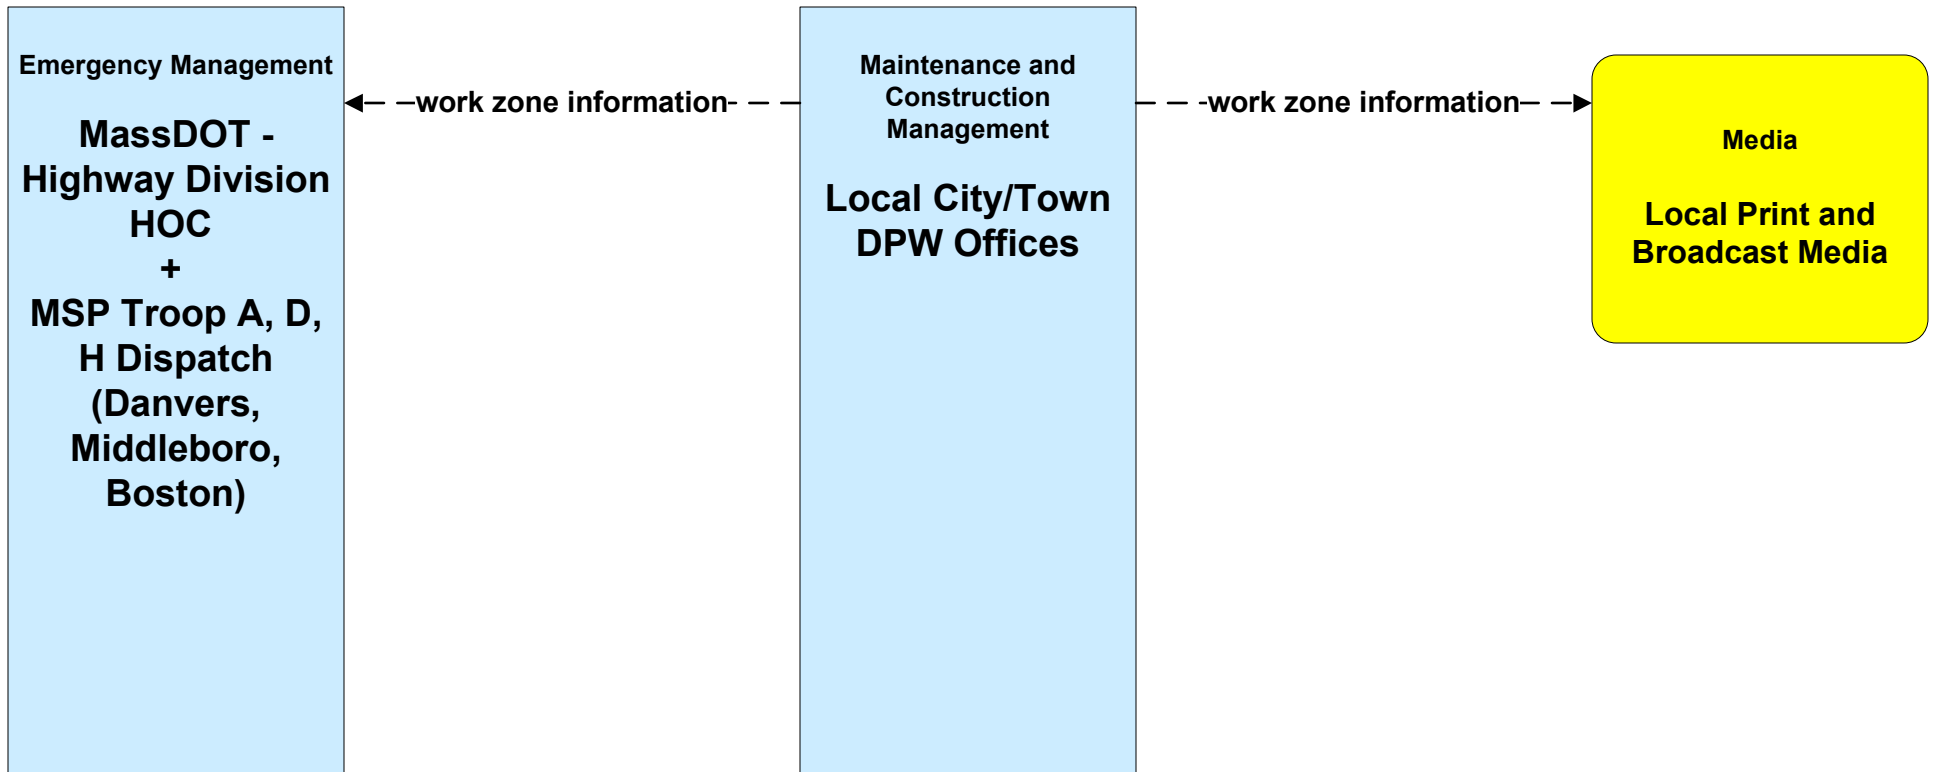 Emergency Management
MassDOT -
Highway Division
HOC
+
MSP Troop A, D,
H Dispatch
(Danvers,
Middleboro,
Boston)
work zone information
Maintenance and
Construction
Management
Local City/Town
DPW Offices
work zone information
Media
Local Print and
Broadcast Media